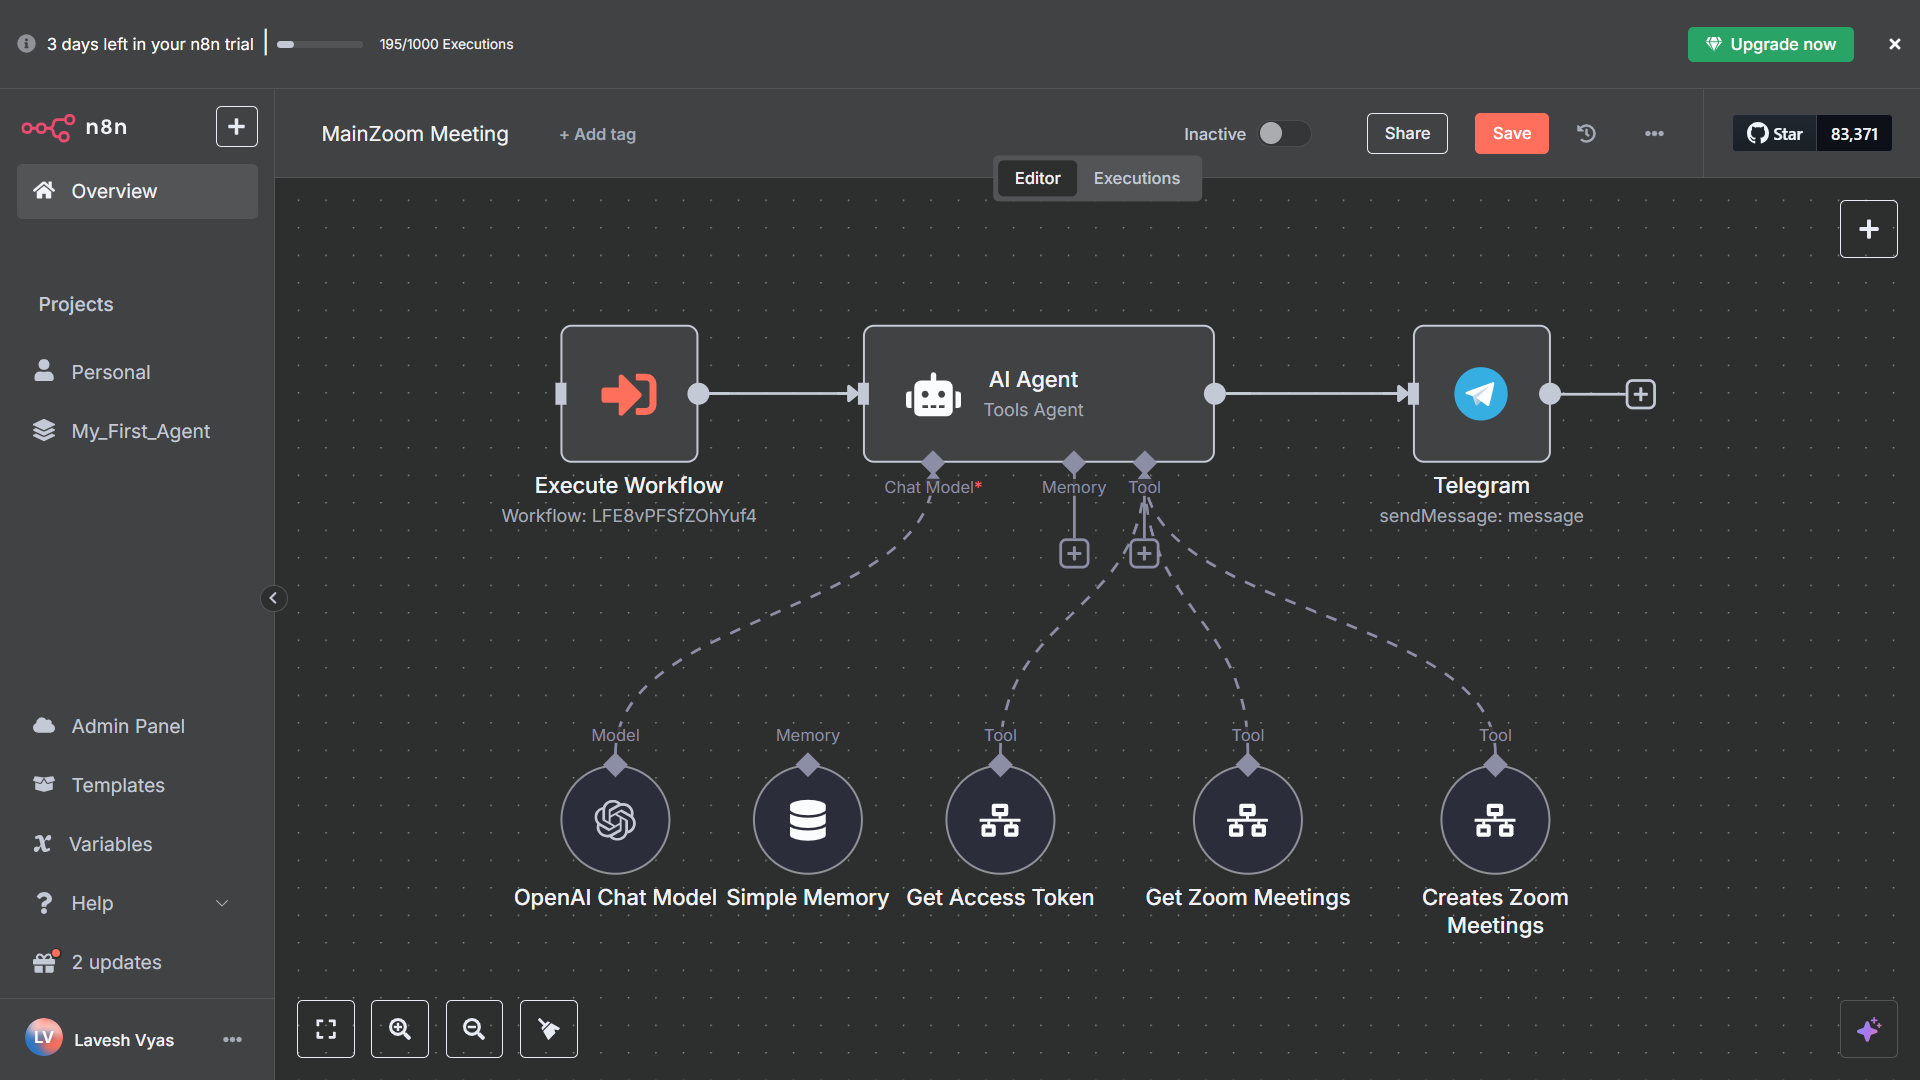 3 days left in your n8n trial
195/1000 Executions
Upgrade now
n8n
MainZoom Meeting
+ Add tag
Inactive
Share
Save
Star
83,371
Editor
Executions
Overview
Projects
Personal
My_First_Agent
Admin Panel
Templates
Variables
Help
2 updates
LV
Lavesh Vyas
Execute Workflow
Workflow: LFE8vPFSfZOhYuf4
AI Agent
Tools Agent
Chat Model*
Memory
Tool
Telegram
sendMessage: message
Model
Memory
Tool
Tool
Tool
OpenAI Chat Model
Simple Memory
Get Access Token
Get Zoom Meetings
Creates Zoom
Meetings